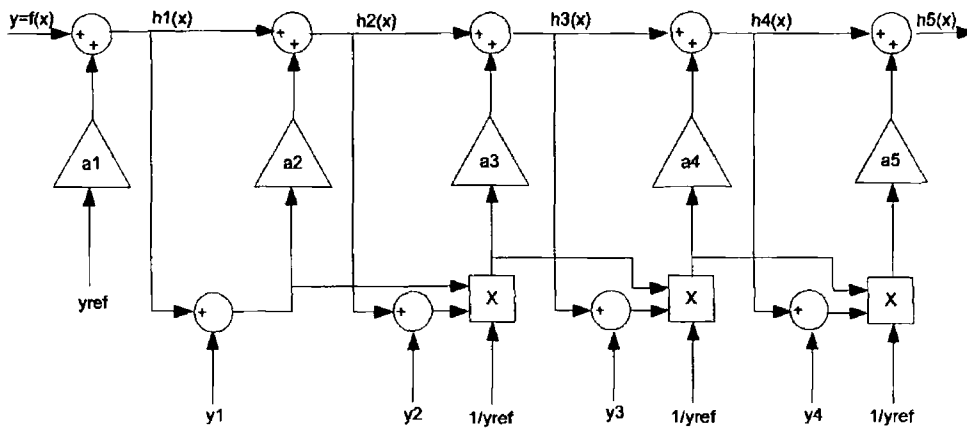 y=f(x) h1(x) h2(x) h3(x) h4(x) h5(x)
+ + + + + + + + + +
a1 a2 a3 a4 a5
yref
X X X
+ + + +
y1 y2 1/yref y3 1/yref y4 1/yref